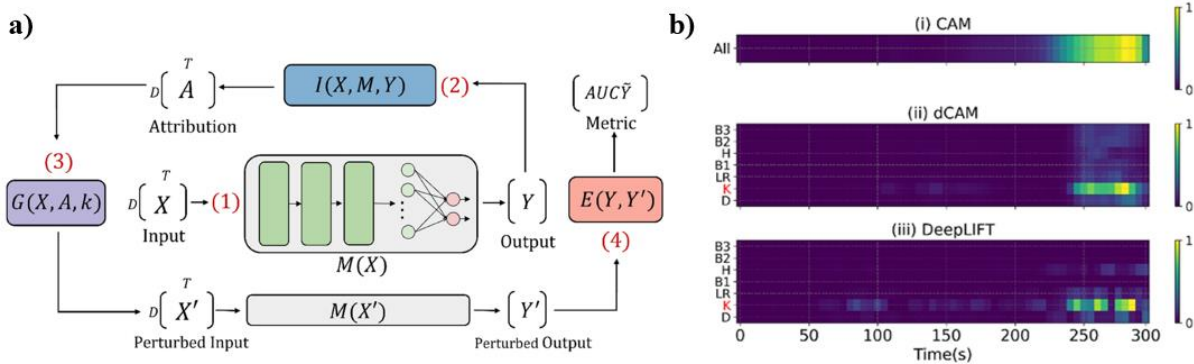 a)
T
D [A]
Attribution
I(X, M, Y) (2)
[AUCỸ]
Metric
(3)
G(X, A, k)
T
D [X]
Input
(1)
M(X)
[Y]
Output
E(Y, Y′)
(4)
T
D [X′]
Perturbed Input
M(X′)
[Y′]
Perturbed Output
b)
(i) CAM
All
1
0
(ii) dCAM
B3
B2
H
B1
LR
K
D
1
0
(iii) DeepLIFT
B3
B2
H
B1
LR
K
D
1
0
0 50 100 150 200 250 300
Time(s)